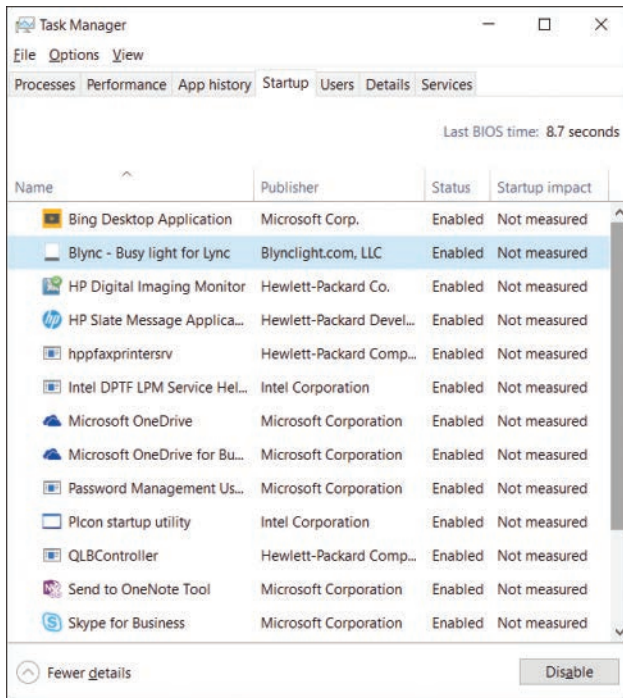 Task Manager
File Options View
Processes Performance App history Startup Users Details Services
Last BIOS time: 8.7 seconds
Name Publisher Status Startup impact
Bing Desktop Application Microsoft Corp. Enabled Not measured
Blync - Busy light for Lync Blynclight.com, LLC Enabled Not measured
HP Digital Imaging Monitor Hewlett-Packard Co. Enabled Not measured
HP Slate Message Applica... Hewlett-Packard Devel... Enabled Not measured
hppfaxprintersrv Hewlett-Packard Comp... Enabled Not measured
Intel DPTF LPM Service Hel... Intel Corporation Enabled Not measured
Microsoft OneDrive Microsoft Corporation Enabled Not measured
Microsoft OneDrive for Bu... Microsoft Corporation Enabled Not measured
Password Management Us... Microsoft Corporation Enabled Not measured
PIcon startup utility Intel Corporation Enabled Not measured
QLBController Hewlett-Packard Comp... Enabled Not measured
Send to OneNote Tool Microsoft Corporation Enabled Not measured
Skype for Business Microsoft Corporation Enabled Not measured
Fewer details Disable